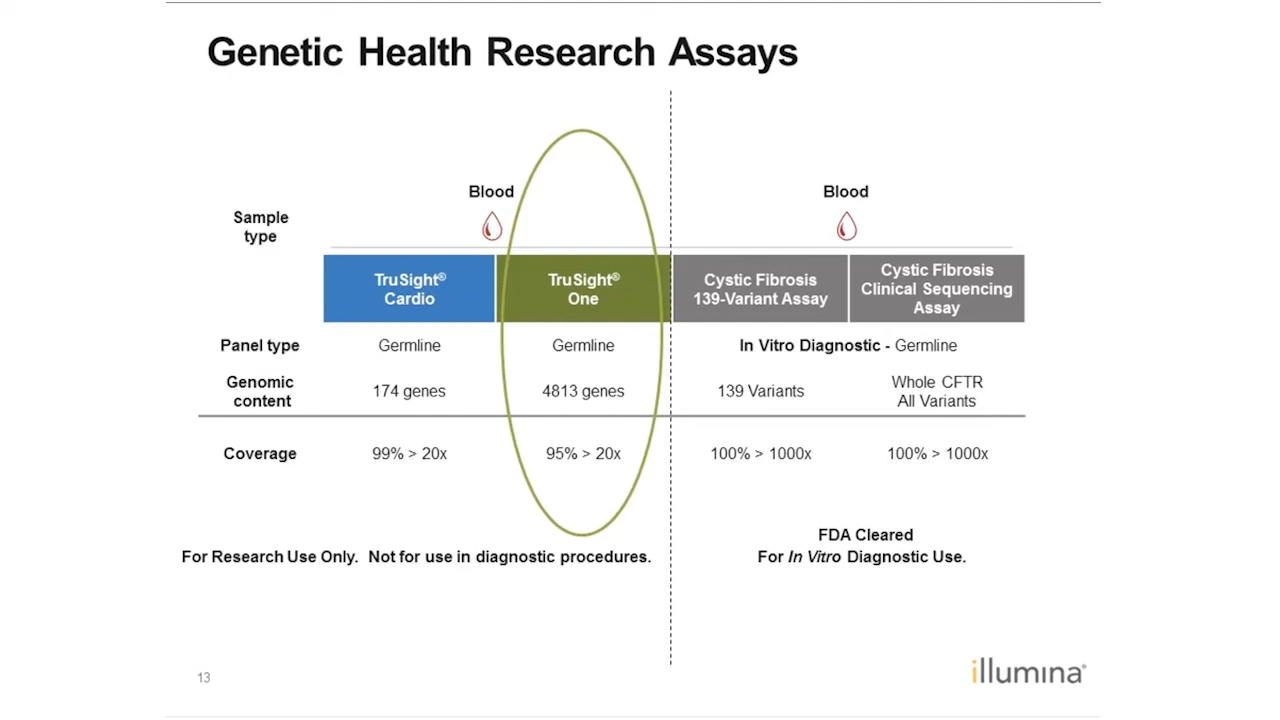 Genetic Health Research Assays
Blood
Blood
Sample
type
TruSight®
Cardio
TruSight®
One
Cystic Fibrosis
139-Variant Assay
Cystic Fibrosis
Clinical Sequencing
Assay
Panel type
Germline
Germline
In Vitro Diagnostic - Germline
Genomic
content
174 genes
4813 genes
139 Variants
Whole CFTR
All Variants
Coverage
99% > 20x
95% > 20x
100% > 1000x
100% > 1000x
For Research Use Only. Not for use in diagnostic procedures.
FDA Cleared
For In Vitro Diagnostic Use.
13
illumina®